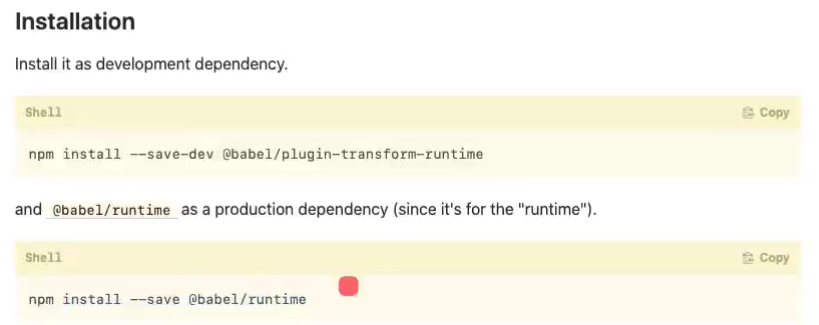 Installation
Install it as development dependency.
Shell
Copy
npm install --save-dev @babel/plugin-transform-runtime
and @babel/runtime as a production dependency (since it's for the "runtime").
Shell
Copy
npm install --save @babel/runtime